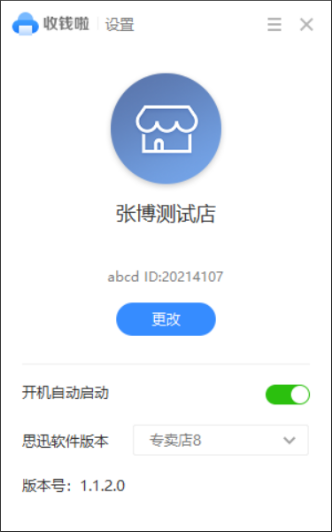 收钱啦 设置
张博测试店
abcd ID:20214107
更改
开机自动启动
思迅软件版本 专卖店8
版本号：1.1.2.0